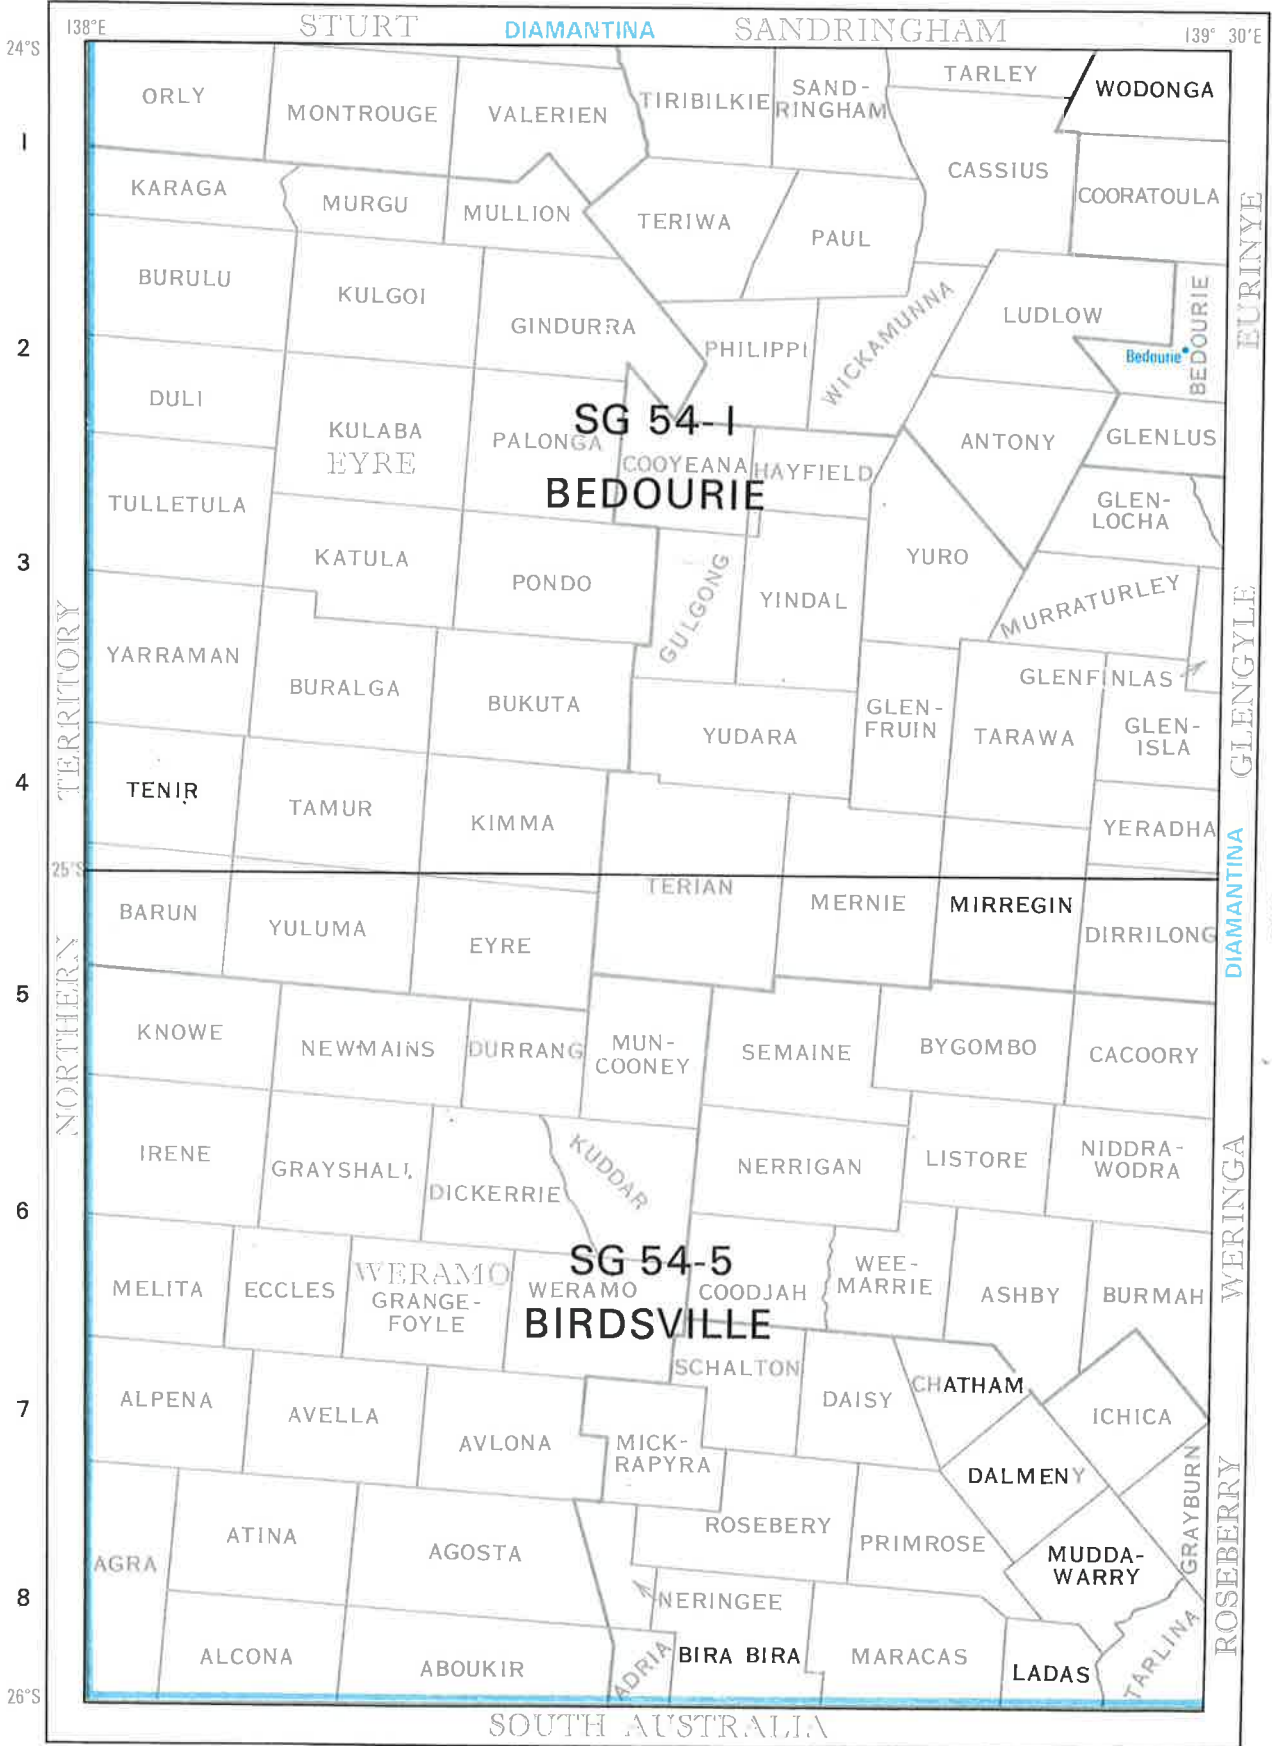 138°E STURT DIAMANTINA SANDRINGHAM 139° 30'E
24°S
ORLY MONTROUGE VALERIEN TIRIBILKIE SAND-
RINGHAM TARLEY WODONGA
1
KARAGA MURGU MULLION TERIWA PAUL CASSIUS COORATOULA
EURINYE
BURULU KULGOI GINDURRA PHILIPPI WICKAMUNNA LUDLOW BEDOURIE
Bedourie
2
DULI KULABA PALONGA ANTONY GLENLUS
EYRE
SG 54-1
COOYEANA HAYFIELD
BEDOURIE
TULLETULA GLEN-
LOCHA
3
KATULA PONDO GULGONG YINDAL YURO MURRATURLEY
TERRITORY
GLENGYLE
YARRAMAN BURALGA BUKUTA YUDARA GLEN-
FRUIN TARAWA GLENFINLAS
GLEN-
ISLA
4
TENIR TAMUR KIMMA YERADHA
25°S
DIAMANTINA
BARUN YULUMA EYRE TERIAN MERNIE MIRREGIN DIRRILONG
NORTHERN
5
KNOWE NEWMAINS DURRANG MUN-
COONEY SEMAINE BYGOMBO CACOORY
IRENE GRAYSHALL DICKERRIE KUDDAR NERRIGAN LISTORE NIDDRA-
WODRA
WERINGA
6
SG 54-5
MELITA ECCLES WERAMO
GRANGE-
FOYLE WERAMO COODJAH WEE-
MARRIE ASHBY BURMAH
BIRDSVILLE
7
ALPENA AVELLA AVLONA MICK-
RAPYRA SCHALTON DAISY CHATHAM ICHICA
DALMENY GRAYBURN
ROSEBERRY
AGRA ATINA AGOSTA ROSEBERY PRIMROSE MUDDA-
WARRY
8
NERINGEE
ALCONA ABOUKIR ADRIA BIRA BIRA MARACAS LADAS TARLINA
26°S
SOUTH AUSTRALIA